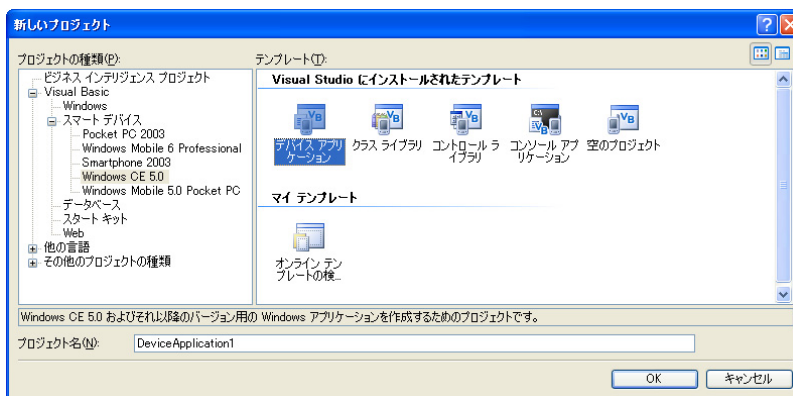 新しいプロジェクト
プロジェクトの種類(P):
テンプレート(T):
ビジネス インテリジェンス プロジェクト
Visual Basic
Windows
スマート デバイス
Pocket PC 2003
Windows Mobile 6 Professional
Smartphone 2003
Windows CE 5.0
Windows Mobile 5.0 Pocket PC
データベース
スタート キット
Web
他の言語
その他のプロジェクトの種類
Visual Studio にインストールされたテンプレート
デバイス アプリ
ケーション
クラス ライブラリ
コントロール ラ
イブラリ
コンソール アプ
リケーション
空のプロジェクト
マイ テンプレート
オンライン テン
プレートの検...
Windows CE 5.0 およびそれ以降のバージョン用の Windows アプリケーションを作成するためのプロジェクトです。
プロジェクト名(N):
DeviceApplication1
OK
キャンセル